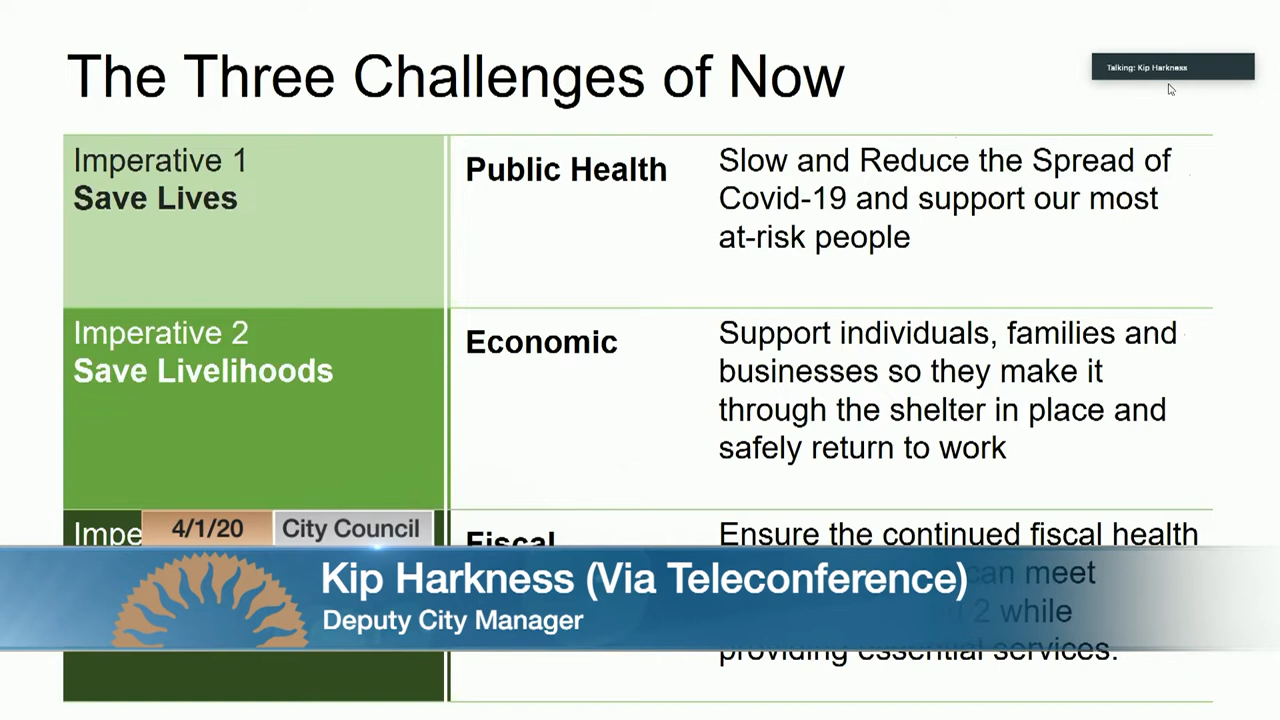 The Three Challenges of Now
Talking: Kip Harkness
Imperative 1
Save Lives
Public Health
Slow and Reduce the Spread of
Covid-19 and support our most
at-risk people
Imperative 2
Save Livelihoods
Economic
Support individuals, families and
businesses so they make it
through the shelter in place and
safely return to work
Impe
Fiscal
Ensure the continued fiscal health
can meet
2 while
providing essential services.
4/1/20
City Council
Kip Harkness (Via Teleconference)
Deputy City Manager